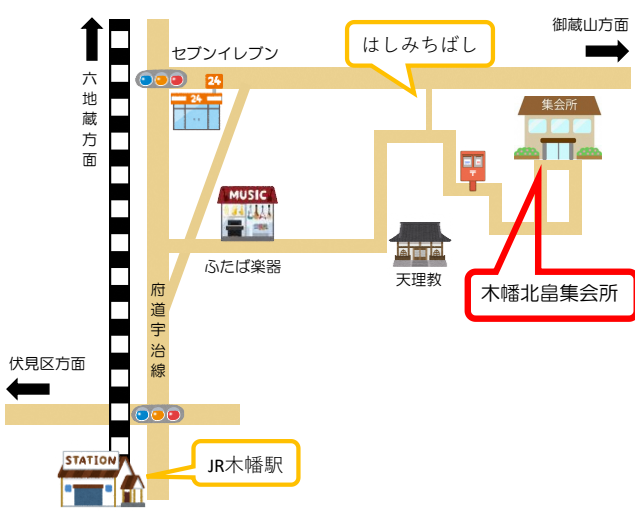 御蔵山方面
はしみちばし
セブンイレブン
六地蔵方面
24
24
集会所
〒
MUSIC
ふたば楽器
天理教
木幡北畠集会所
府道宇治線
伏見区方面
STATION
JR木幡駅